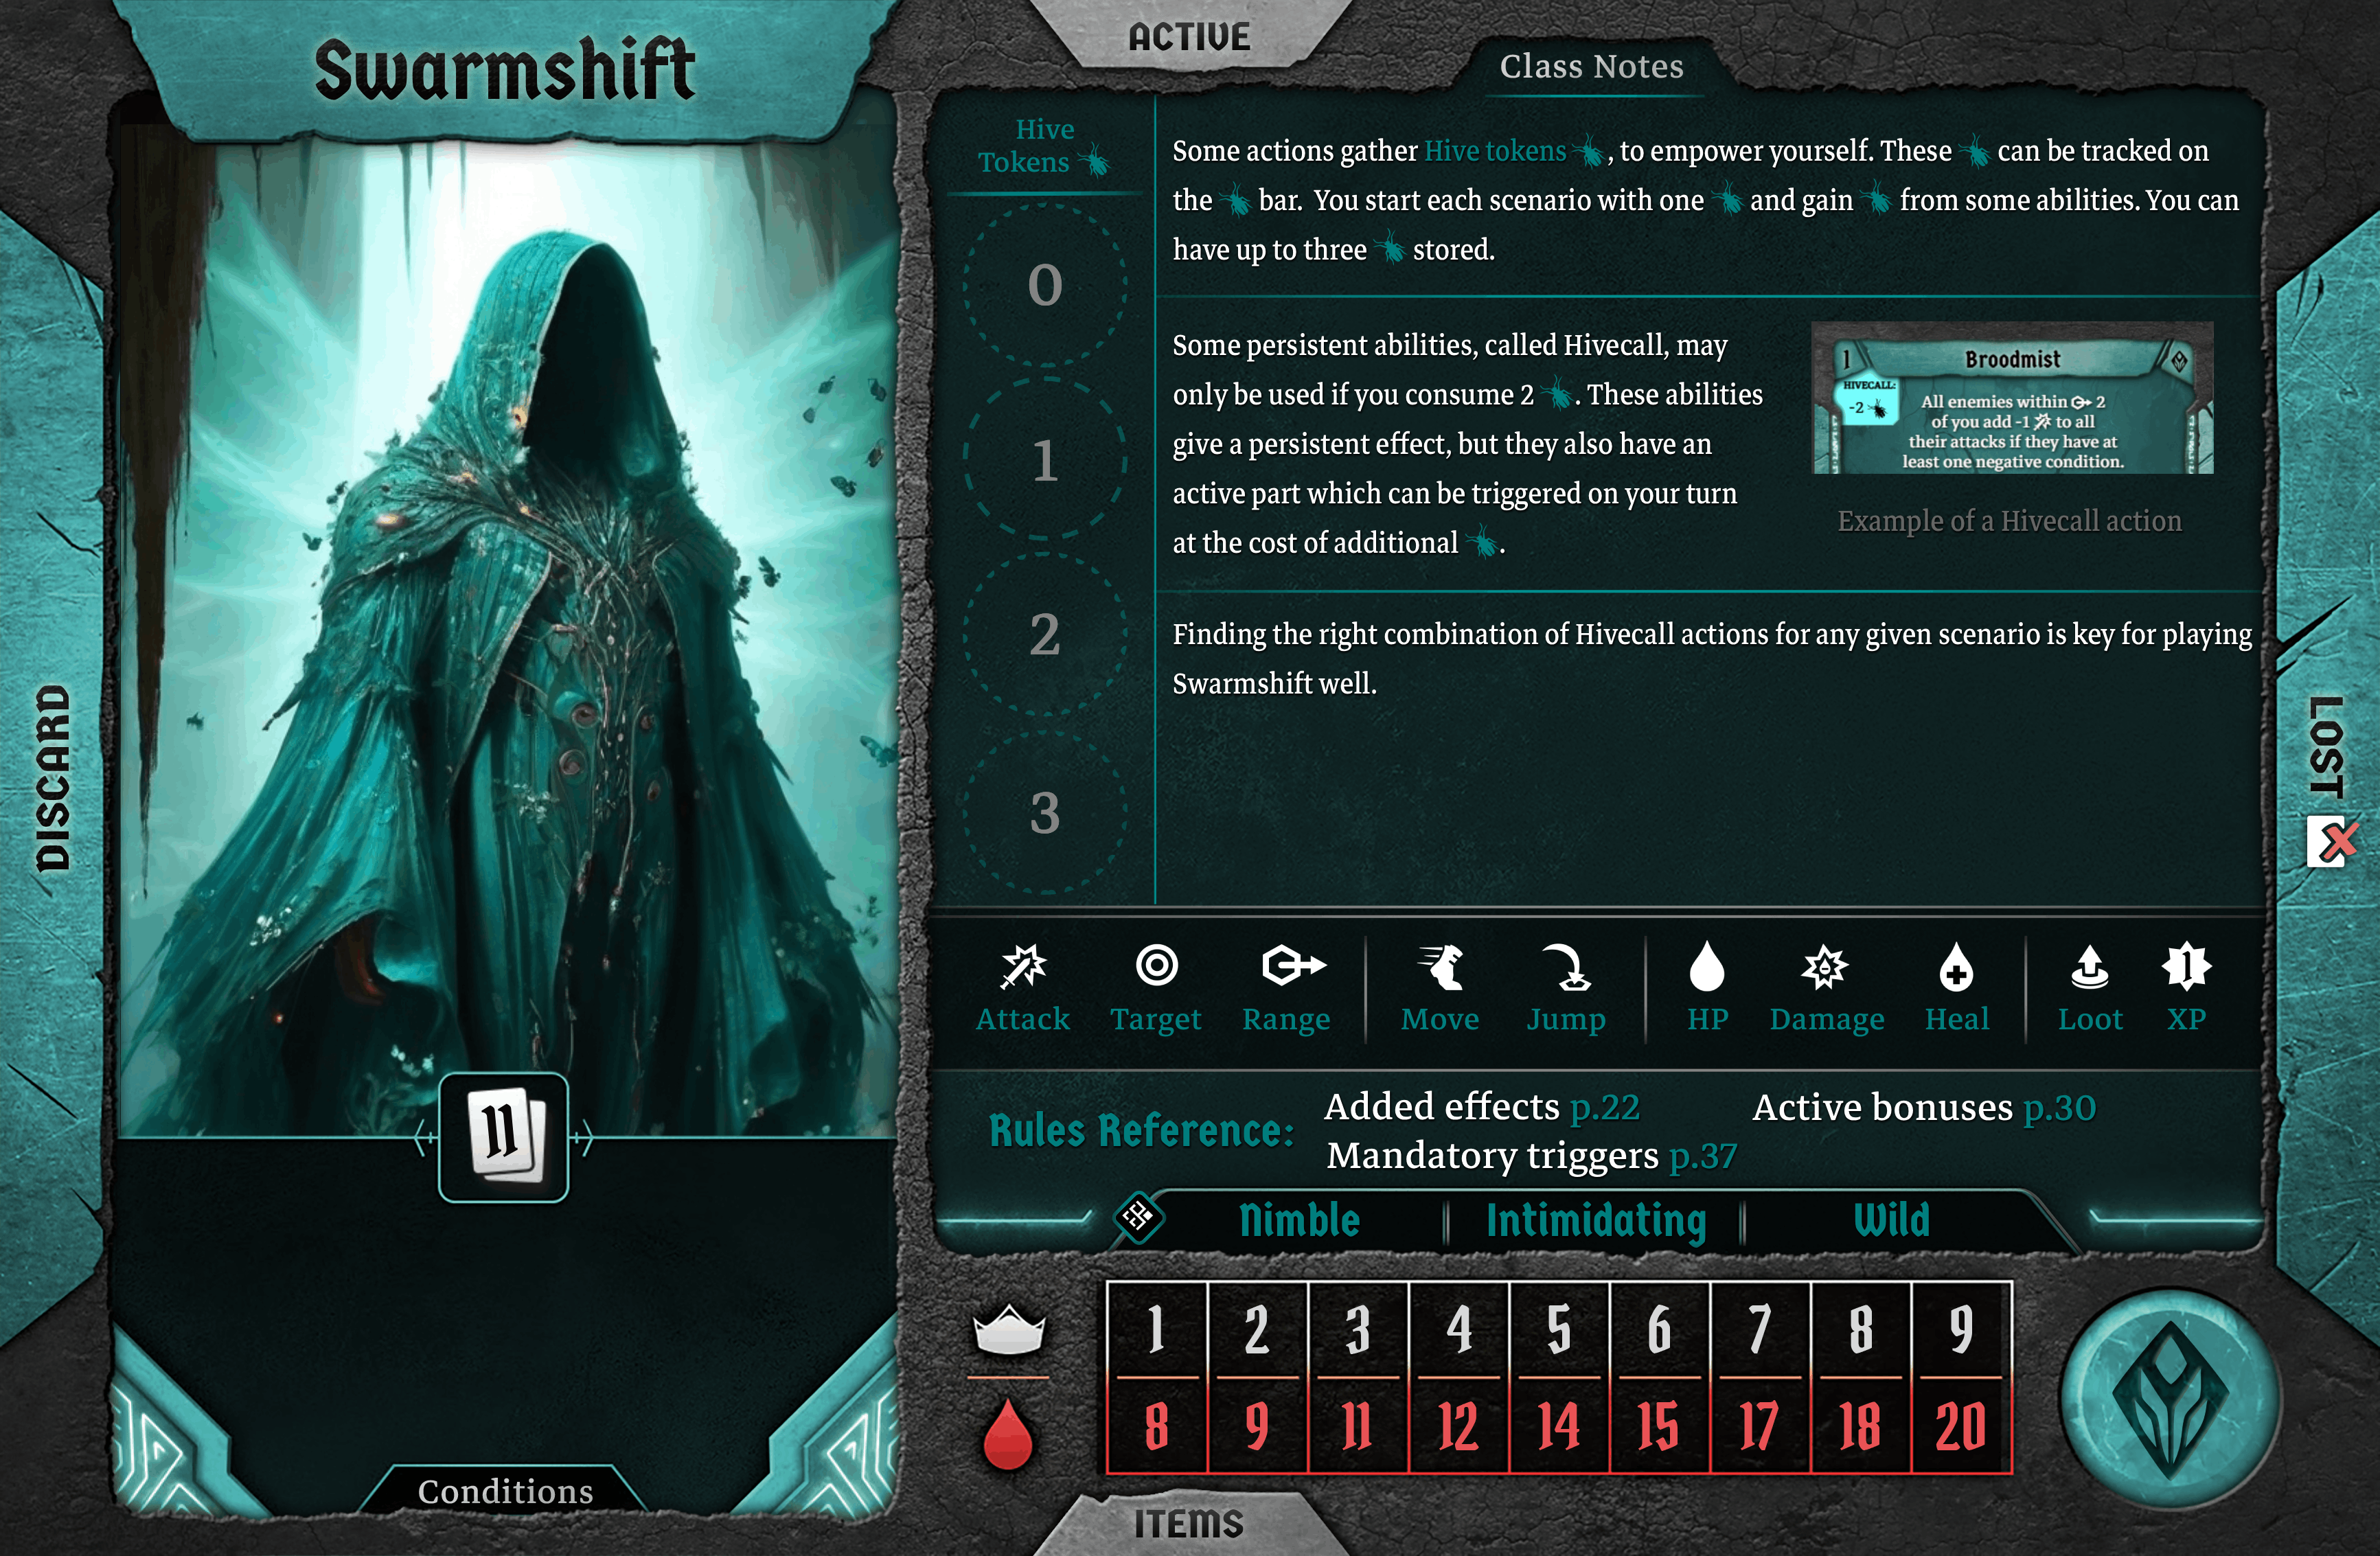 Swarmshift
ACTIVE
Class Notes
Hive
Tokens
0
1
2
3
Some actions gather Hive tokens , to empower yourself. These can be tracked on
the bar. You start each scenario with one and gain from some abilities. You can
have up to three stored.
Some persistent abilities, called Hivecall, may
only be used if you consume 2 . These abilities
give a persistent effect, but they also have an
active part which can be triggered on your turn
at the cost of additional .
1
Broodmist
HIVECALL:
-2
All enemies within 2
of you add -1 to all
their attacks if they have at
least one negative condition.
Example of a Hivecall action
Finding the right combination of Hivecall actions for any given scenario is key for playing
Swarmshift well.
DISCARD
LOST
Attack Target Range Move Jump HP Damage Heal Loot 1 XP
11
Rules Reference:
Added effects p.22 Active bonuses p.30
Mandatory triggers p.37
Nimble Intimidating Wild
1 2 3 4 5 6 7 8 9
8 9 11 12 14 15 17 18 20
Conditions
ITEMS